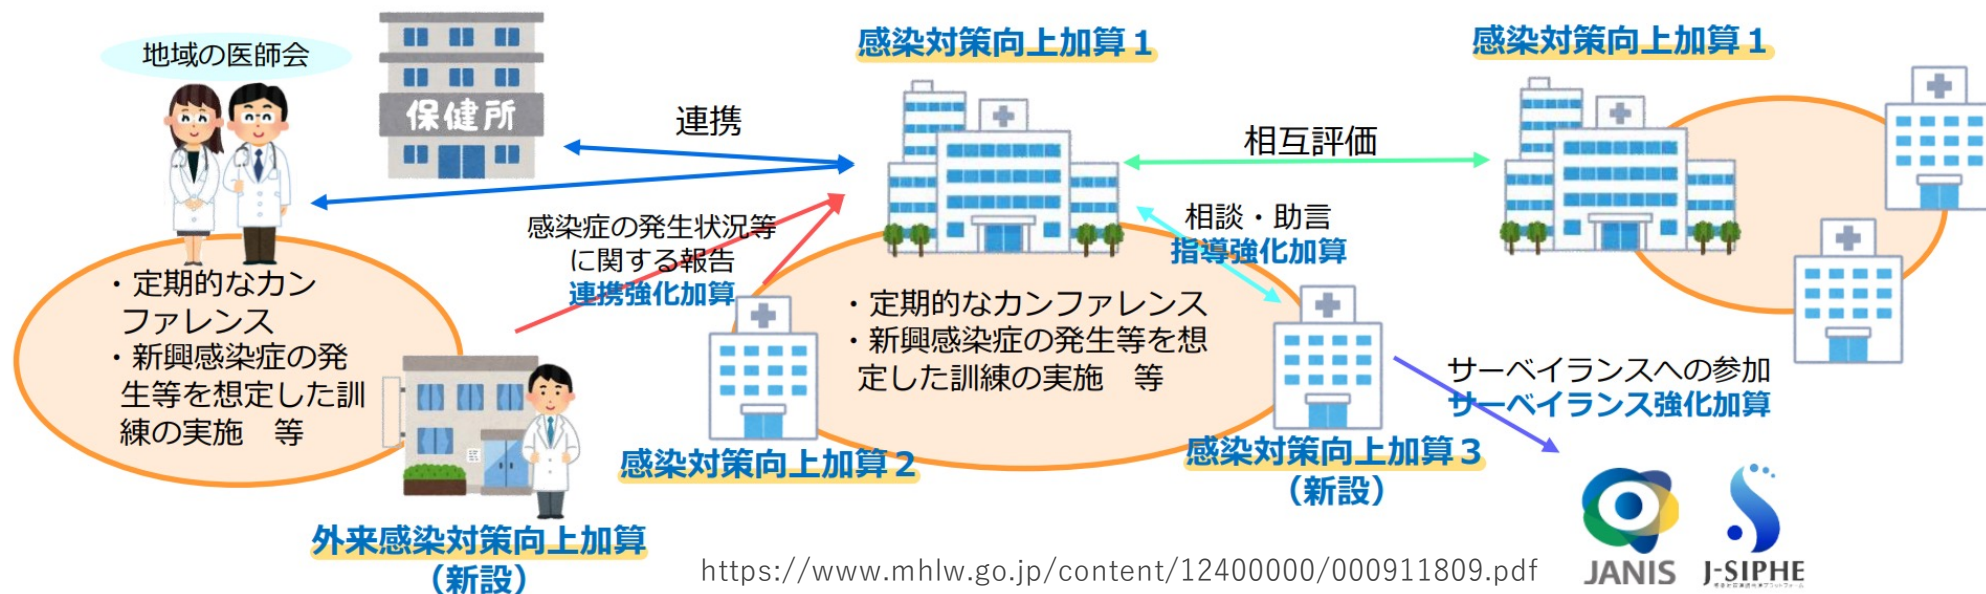 地域の医師会
保健所
連携
感染対策向上加算１
相互評価
感染対策向上加算１
感染症の発生状況等
に関する報告
連携強化加算
相談・助言
指導強化加算
・定期的なカン
ファレンス
・新興感染症の発
生等を想定した訓
練の実施　等
・定期的なカンファレンス
・新興感染症の発生等を想
定した訓練の実施　等
サーベイランスへの参加
サーベイランス強化加算
感染対策向上加算２
感染対策向上加算３
（新設）
外来感染対策向上加算
（新設）
https://www.mhlw.go.jp/content/12400000/000911809.pdf
JANIS
J-SIPHE